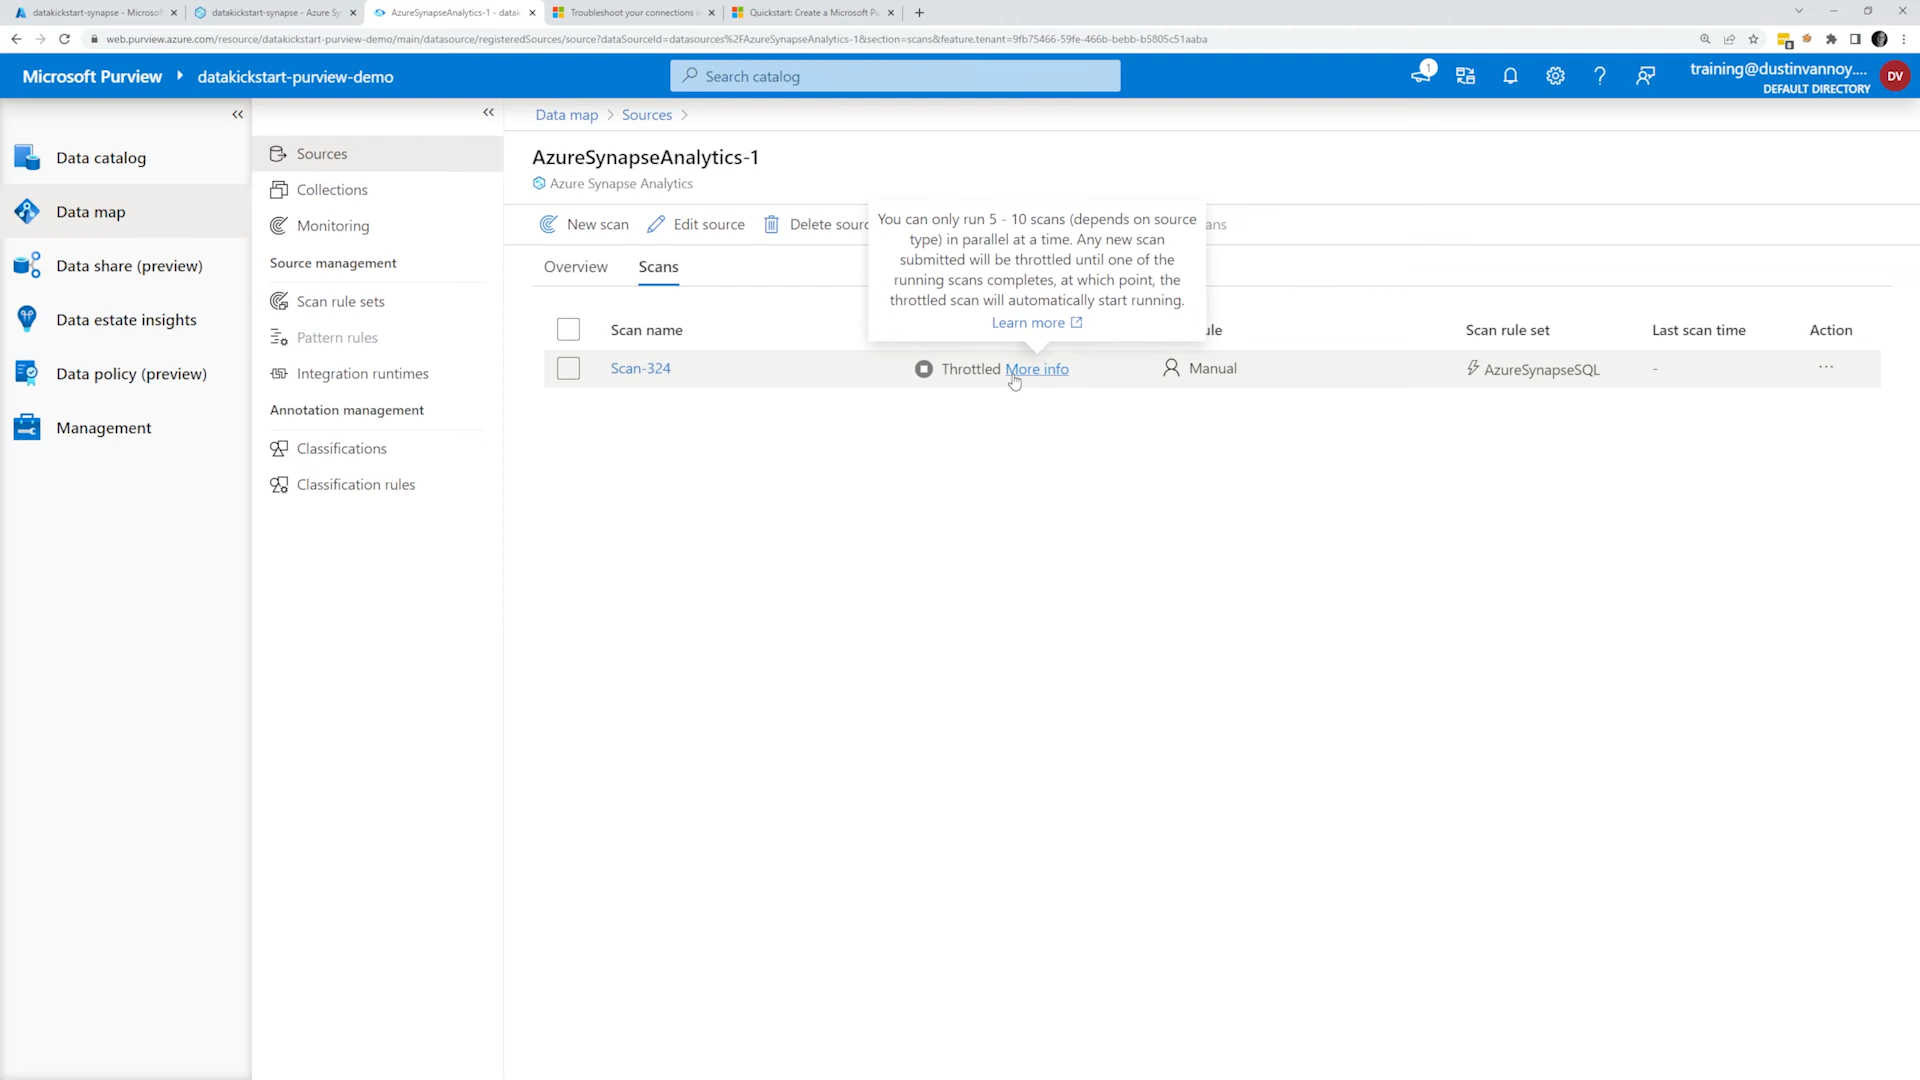 datakickstart-synapse - Microsof
datakickstart-synapse - Azure Sy
AzureSynapseAnalytics-1 - datak
Troubleshoot your connections i
Quickstart: Create a Microsoft Pu
web.purview.azure.com/resource/datakickstart-purview-demo/main/datasource/registeredSources/source?dataSourceId=datasources%2FAzureSynapseAnalytics-1&section=scans&feature.tenant=9fb75466-59fe-466b-bebb-b5805c51aaba
Microsoft Purview
datakickstart-purview-demo
Search catalog
1
training@dustinvannoy....
DEFAULT DIRECTORY
DV
Data catalog
Data map
Data share (preview)
Data estate insights
Data policy (preview)
Management
Sources
Collections
Monitoring
Source management
Scan rule sets
Pattern rules
Integration runtimes
Annotation management
Classifications
Classification rules
Data map > Sources >
AzureSynapseAnalytics-1
Azure Synapse Analytics
New scan
Edit source
Delete sourc
ans
You can only run 5 - 10 scans (depends on source
type) in parallel at a time. Any new scan
submitted will be throttled until one of the
running scans completes, at which point, the
throttled scan will automatically start running.
Learn more
Overview
Scans
Scan name
ule
Scan rule set
Last scan time
Action
Scan-324
Throttled More info
Manual
AzureSynapseSQL
-
...